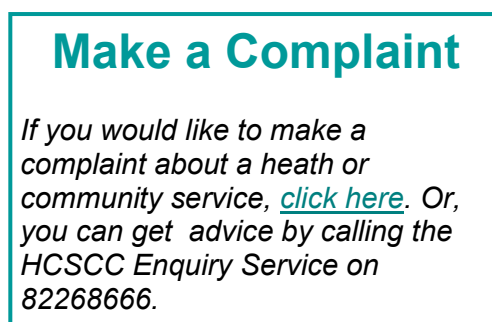 Make a Complaint
If you would like to make a
complaint about a heath or
community service, click here. Or,
you can get  advice by calling the
HCSCC Enquiry Service on
82268666.